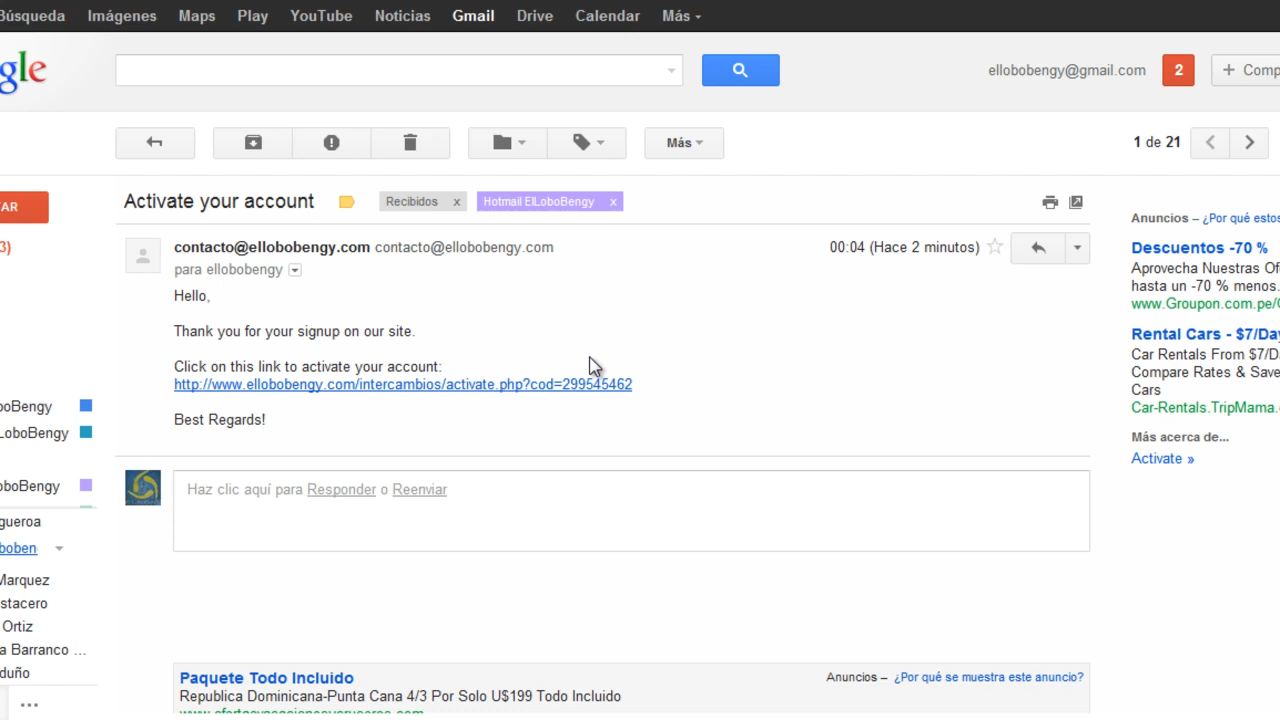 Búsqueda Imágenes Maps Play YouTube Noticias Gmail Drive Calendar Más
gle
ellobobengy@gmail.com 2 + Comp
Más 1 de 21
AR
Activate your account Recibidos x Hotmail ElLoboBengy x
3)
contacto@ellobobengy.com contacto@ellobobengy.com 00:04 (Hace 2 minutos)
para ellobobengy
Hello,
Thank you for your signup on our site.
Click on this link to activate your account:
http://www.ellobobengy.com/intercambios/activate.php?cod=299545462
Best Regards!
Haz clic aquí para Responder o Reenviar
Anuncios – ¿Por qué estos
Descuentos -70 %
Aprovecha Nuestras Of
hasta un -70 % menos.
www.Groupon.com.pe/
Rental Cars - $7/Day
Car Rentals From $7/D
Compare Rates & Save
Cars
Car-Rentals.TripMama.
Más acerca de...
Activate »
boBengy
LoboBengy
boBengy
gueroa
boben
Marquez
stacero
Ortiz
a Barranco ...
duño
Paquete Todo Incluido Anuncios – ¿Por qué se muestra este anuncio?
Republica Dominicana-Punta Cana 4/3 Por Solo U$199 Todo Incluido